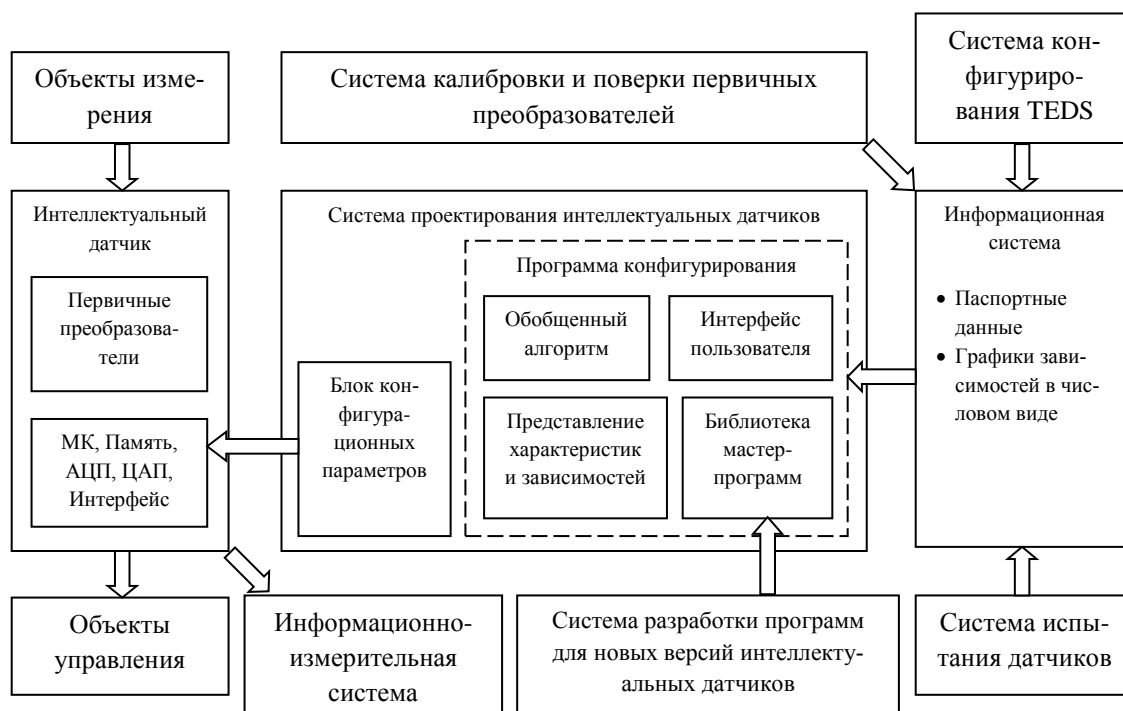 Объекты изме-
рения
Система калибровки и поверки первичных
преобразователей
Система кон-
фигуриро-
вания TEDS
Интеллектуальный
датчик
Первичные
преобразова-
тели
МК, Память,
АЦП, ЦАП,
Интерфейс
Система проектирования интеллектуальных датчиков
Программа конфигурирования
Обобщенный
алгоритм
Интерфейс
пользователя
Блок кон-
фигура-
ционных
параметров
Представление
характеристик
и зависимостей
Библиотека
мастер-
программ
Информационная
система
• Паспортные
данные
• Графики зави-
симостей в чис-
ловом виде
Объекты
управления
Информационно-
измерительная
система
Система разработки программ
для новых версий интеллекту-
альных датчиков
Система испы-
тания датчиков